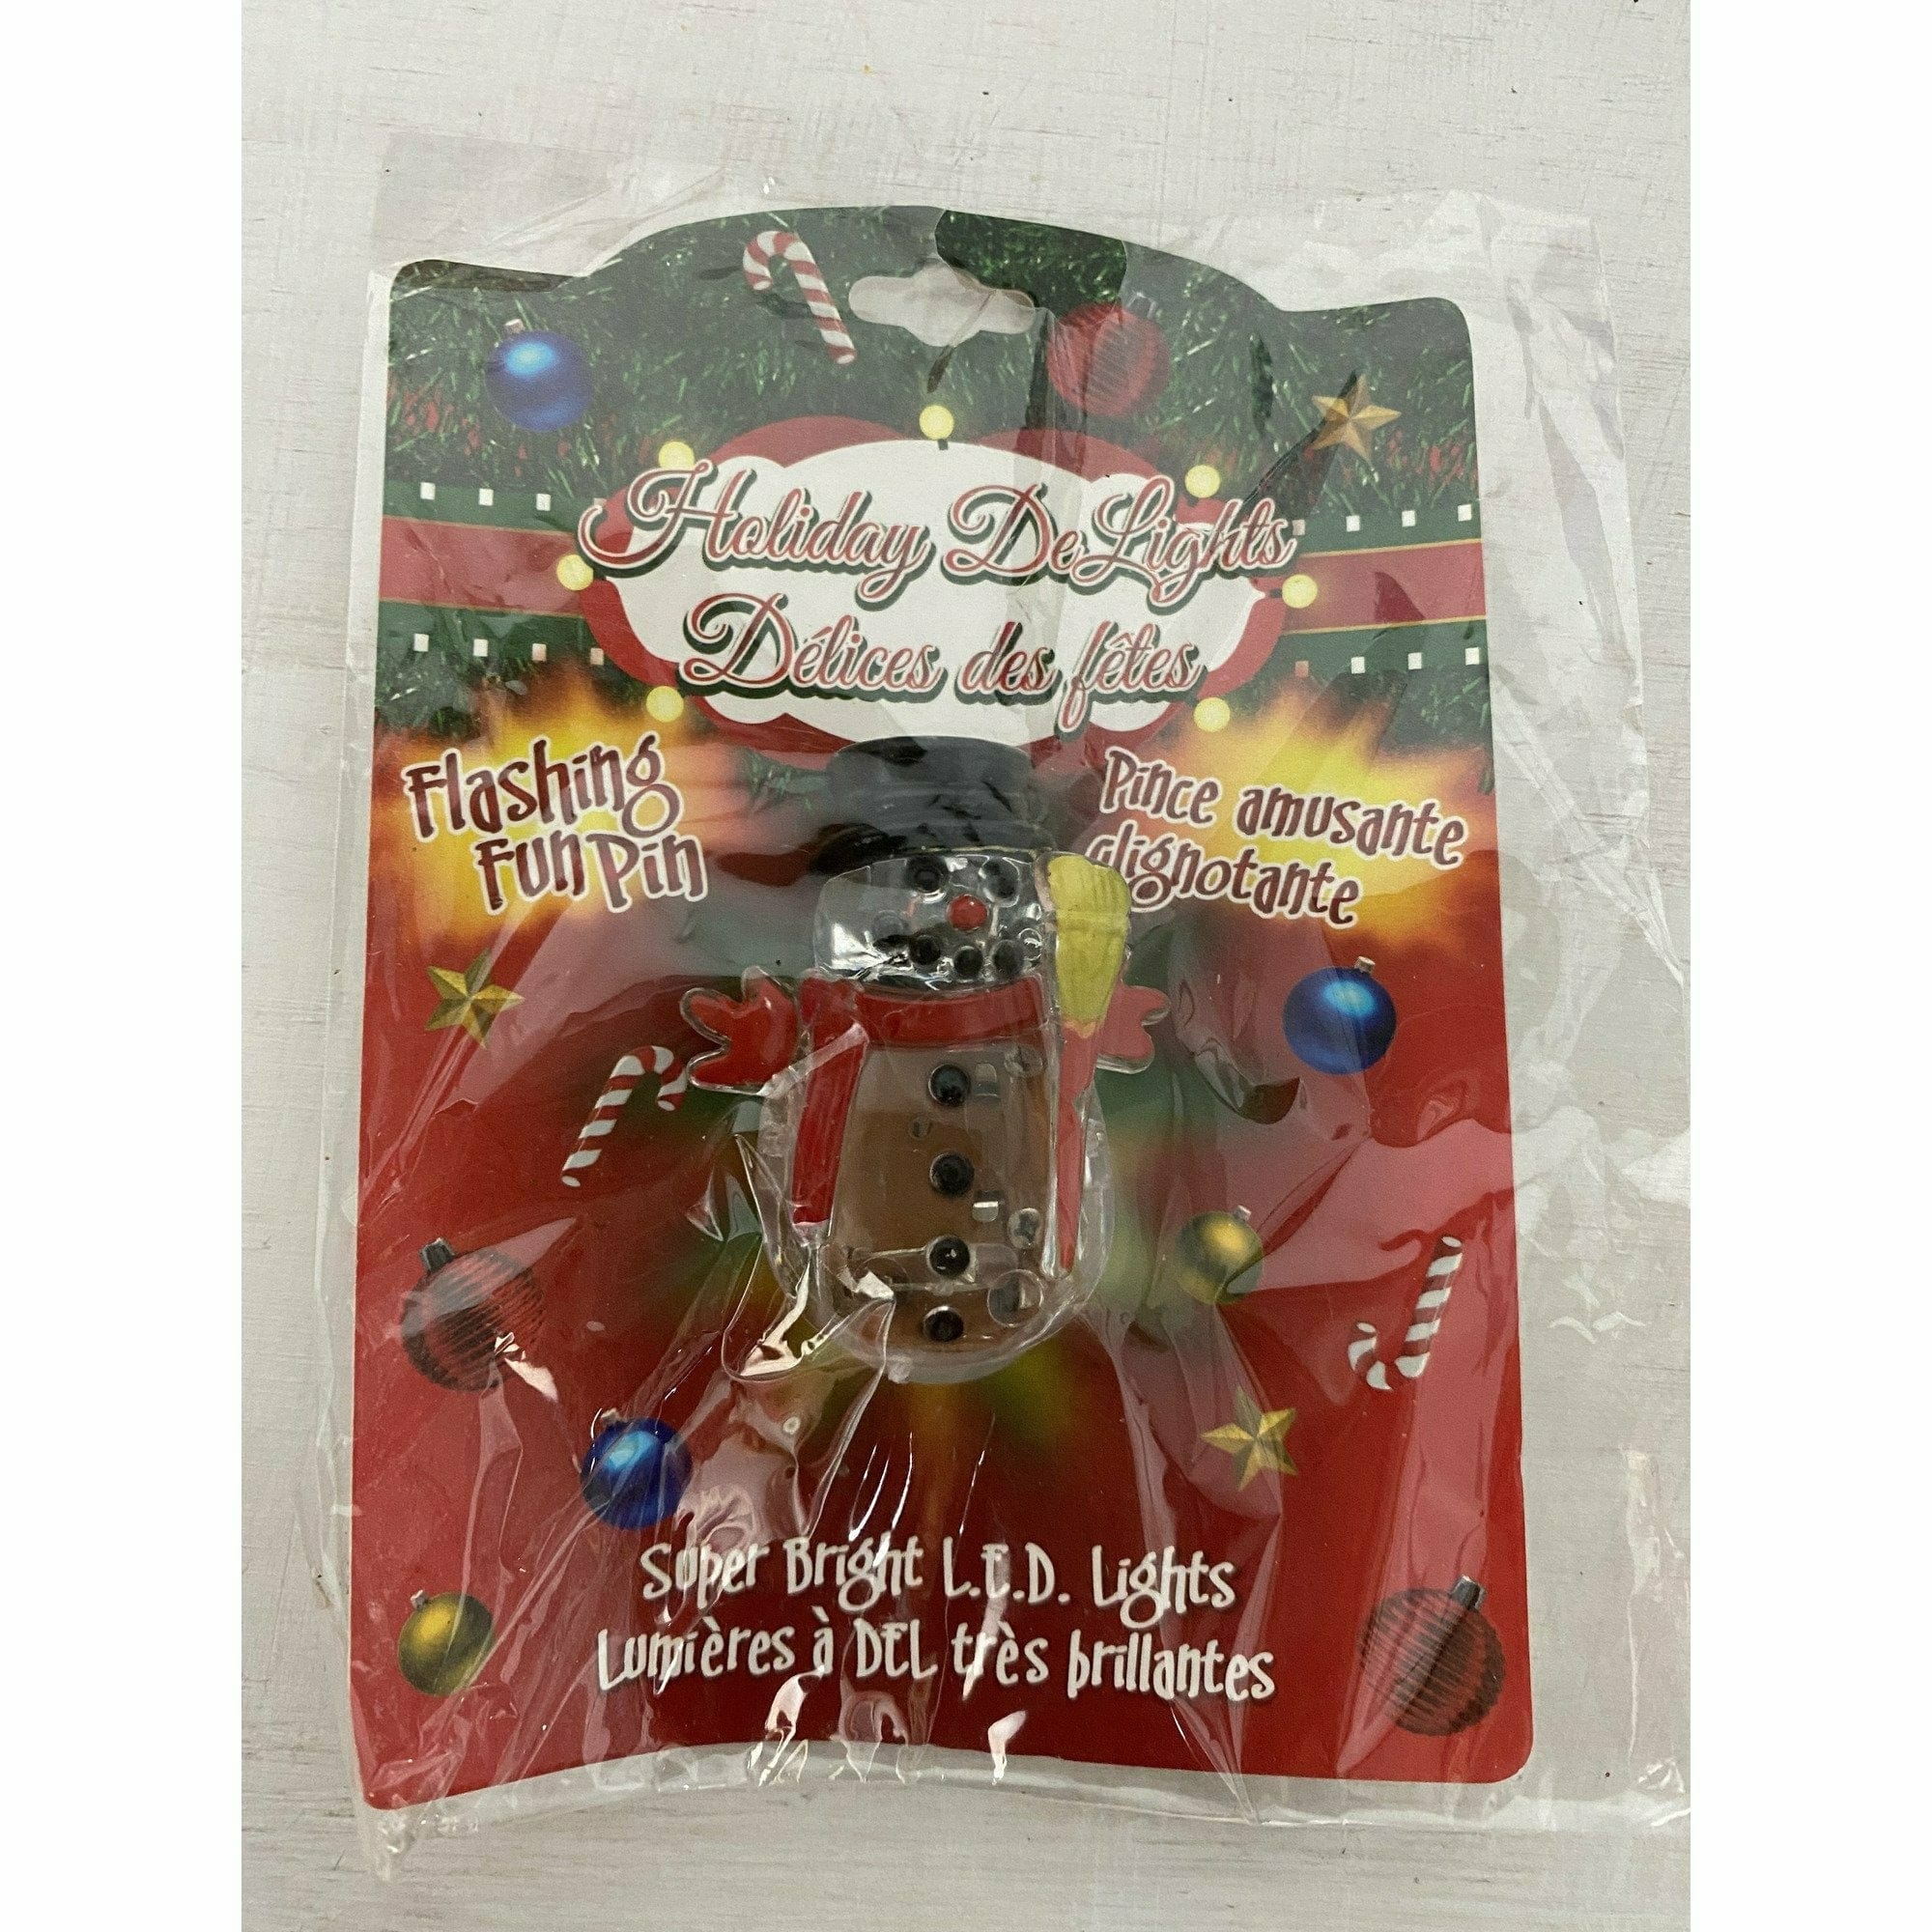 Holiday DeLights
Délices des fêtes
Flashing
Fun Pin
Pince amusante
clignotante
Super Bright L.E.D. Lights
Lumières à DEL très brillantes